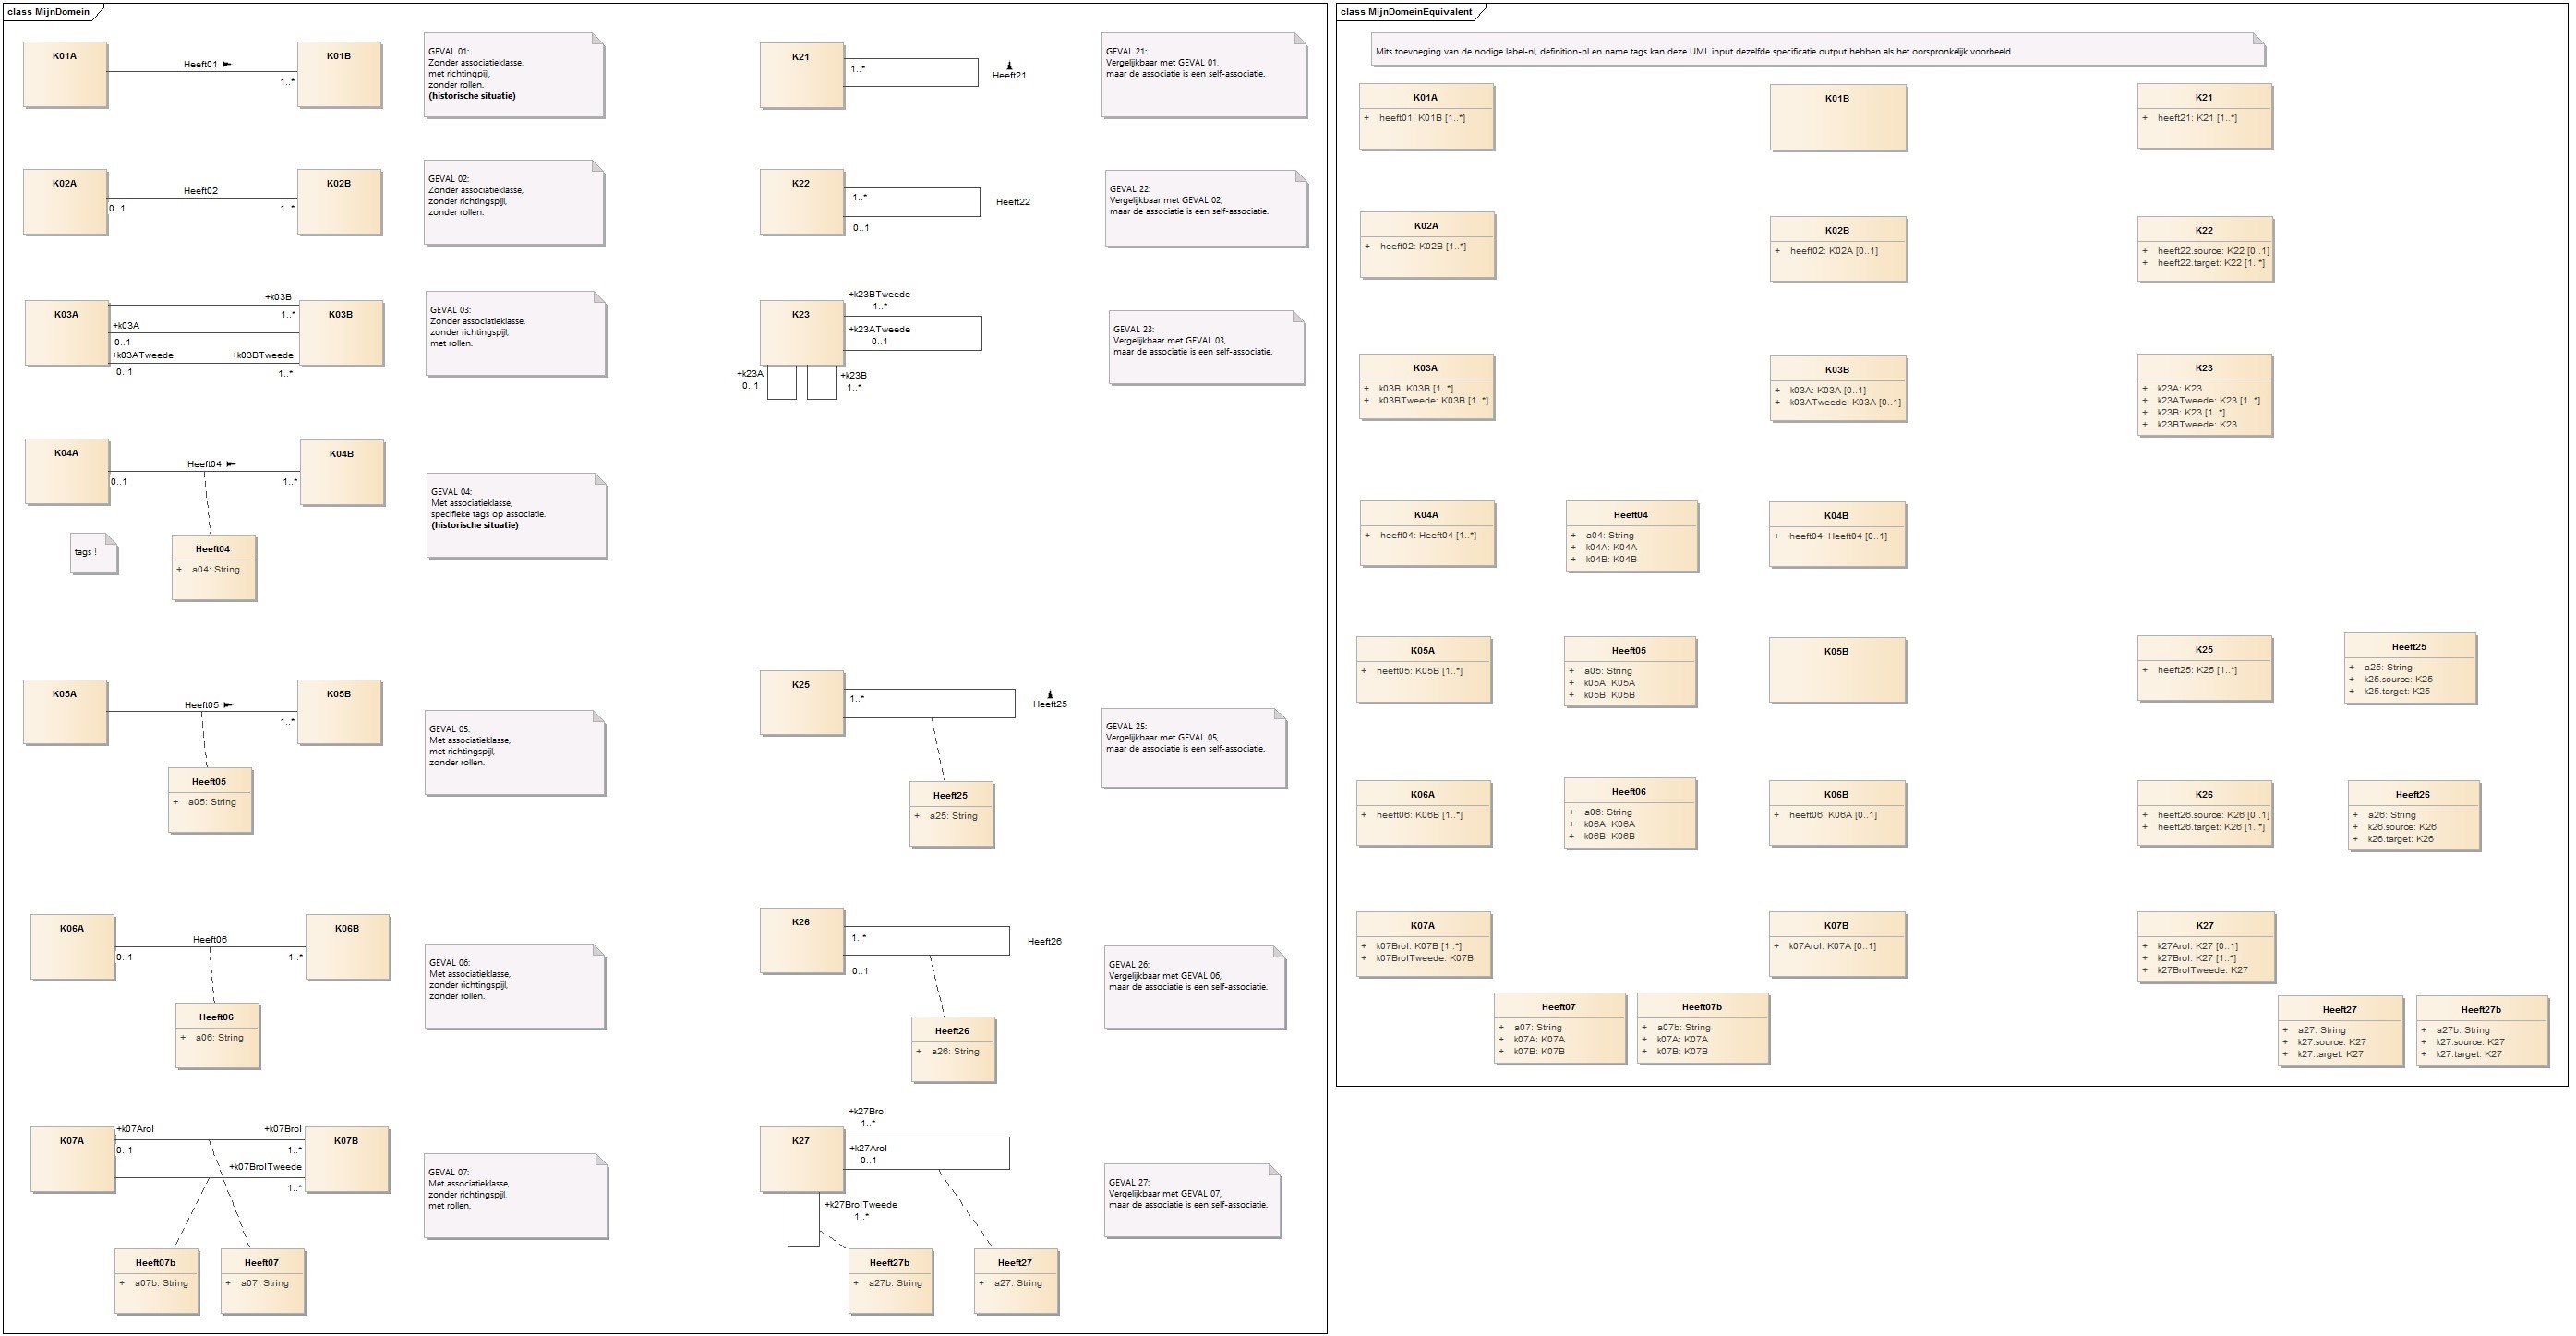 class MijnDomein
K01A
Heeft01
1..*
K01B
GEVAL 01:
Zonder associatieklasse,
met richtingpijl,
zonder rollen.
(historische situatie)
K21
1..*
Heeft21
GEVAL 21:
Vergelijkbaar met GEVAL 01,
maar de associatie is een self-associatie.
K02A
Heeft02
0..1
1..*
K02B
GEVAL 02:
Zonder associatieklasse,
zonder richtingspijl,
zonder rollen.
K22
1..*
0..1
Heeft22
GEVAL 22:
Vergelijkbaar met GEVAL 02,
maar de associatie is een self-associatie.
K03A
+k03B
1..*
+k03A
0..1
+k03ATweede
+k03BTweede
0..1
1..*
K03B
GEVAL 03:
Zonder associatieklasse,
zonder richtingspijl,
met rollen.
K23
+k23BTweede
1..*
+k23ATweede
0..1
+k23A
0..1
+k23B
1..*
GEVAL 23:
Vergelijkbaar met GEVAL 03,
maar de associatie is een self-associatie.
K04A
Heeft04
0..1
1..*
K04B
tags !
Heeft04
+ a04: String
GEVAL 04:
Met associatieklasse,
specifieke tags op associatie.
(historische situatie)
K05A
Heeft05
1..*
K05B
Heeft05
+ a05: String
GEVAL 05:
Met associatieklasse,
met richtingspijl,
zonder rollen.
K25
1..*
Heeft25
Heeft25
+ a25: String
GEVAL 25:
Vergelijkbaar met GEVAL 05,
maar de associatie is een self-associatie.
K06A
Heeft06
0..1
1..*
K06B
Heeft06
+ a06: String
GEVAL 06:
Met associatieklasse,
zonder richtingspijl,
zonder rollen.
K26
1..*
0..1
Heeft26
Heeft26
+ a26: String
GEVAL 26:
Vergelijkbaar met GEVAL 06,
maar de associatie is een self-associatie.
K07A
+k07Arol
0..1
+k07Brol
1..*
+k07BrolTweede
1..*
K07B
Heeft07b
+ a07b: String
Heeft07
+ a07: String
GEVAL 07:
Met associatieklasse,
zonder richtingspijl,
met rollen.
K27
+k27Brol
1..*
+k27Arol
0..1
+k27BrolTweede
1..*
Heeft27b
+ a27b: String
Heeft27
+ a27: String
GEVAL 27:
Vergelijkbaar met GEVAL 07,
maar de associatie is een self-associatie.
class MijnDomeinEquivalent
Mits toevoeging van de nodige label-nl, definition-nl en name tags kan deze UML input dezelfde specificatie output hebben als het oorspronkelijk voorbeeld.
K01A
+ heeft01: K01B [1..*]
K01B
K21
+ heeft21: K21 [1..*]
K02A
+ heeft02: K02B [1..*]
K02B
+ heeft02: K02A [0..1]
K22
+ heeft22.source: K22 [0..1]
+ heeft22.target: K22 [1..*]
K03A
+ k03B: K03B [1..*]
+ k03BTweede: K03B [1..*]
K03B
+ k03A: K03A [0..1]
+ k03ATweede: K03A [0..1]
K23
+ k23A: K23
+ k23ATweede: K23 [1..*]
+ k23B: K23 [1..*]
+ k23BTweede: K23
K04A
+ heeft04: Heeft04 [1..*]
Heeft04
+ a04: String
+ k04A: K04A
+ k04B: K04B
K04B
+ heeft04: Heeft04 [0..1]
K05A
+ heeft05: K05B [1..*]
Heeft05
+ a05: String
+ k05A: K05A
+ k05B: K05B
K05B
K25
+ heeft25: K25 [1..*]
Heeft25
+ a25: String
+ k25.source: K25
+ k25.target: K25
K06A
+ heeft06: K06B [1..*]
Heeft06
+ a06: String
+ k06A: K06A
+ k06B: K06B
K06B
+ heeft06: K06A [0..1]
K26
+ heeft26.source: K26 [0..1]
+ heeft26.target: K26 [1..*]
Heeft26
+ a26: String
+ k26.source: K26
+ k26.target: K26
K07A
+ k07Brol: K07B [1..*]
+ k07BrolTweede: K07B
K07B
+ k07Arol: K07A [0..1]
K27
+ k27Arol: K27 [0..1]
+ k27Brol: K27 [1..*]
+ k27BrolTweede: K27
Heeft07
+ a07: String
+ k07A: K07A
+ k07B: K07B
Heeft07b
+ a07b: String
+ k07A: K07A
+ k07B: K07B
Heeft27
+ a27: String
+ k27.source: K27
+ k27.target: K27
Heeft27b
+ a27b: String
+ k27.source: K27
+ k27.target: K27